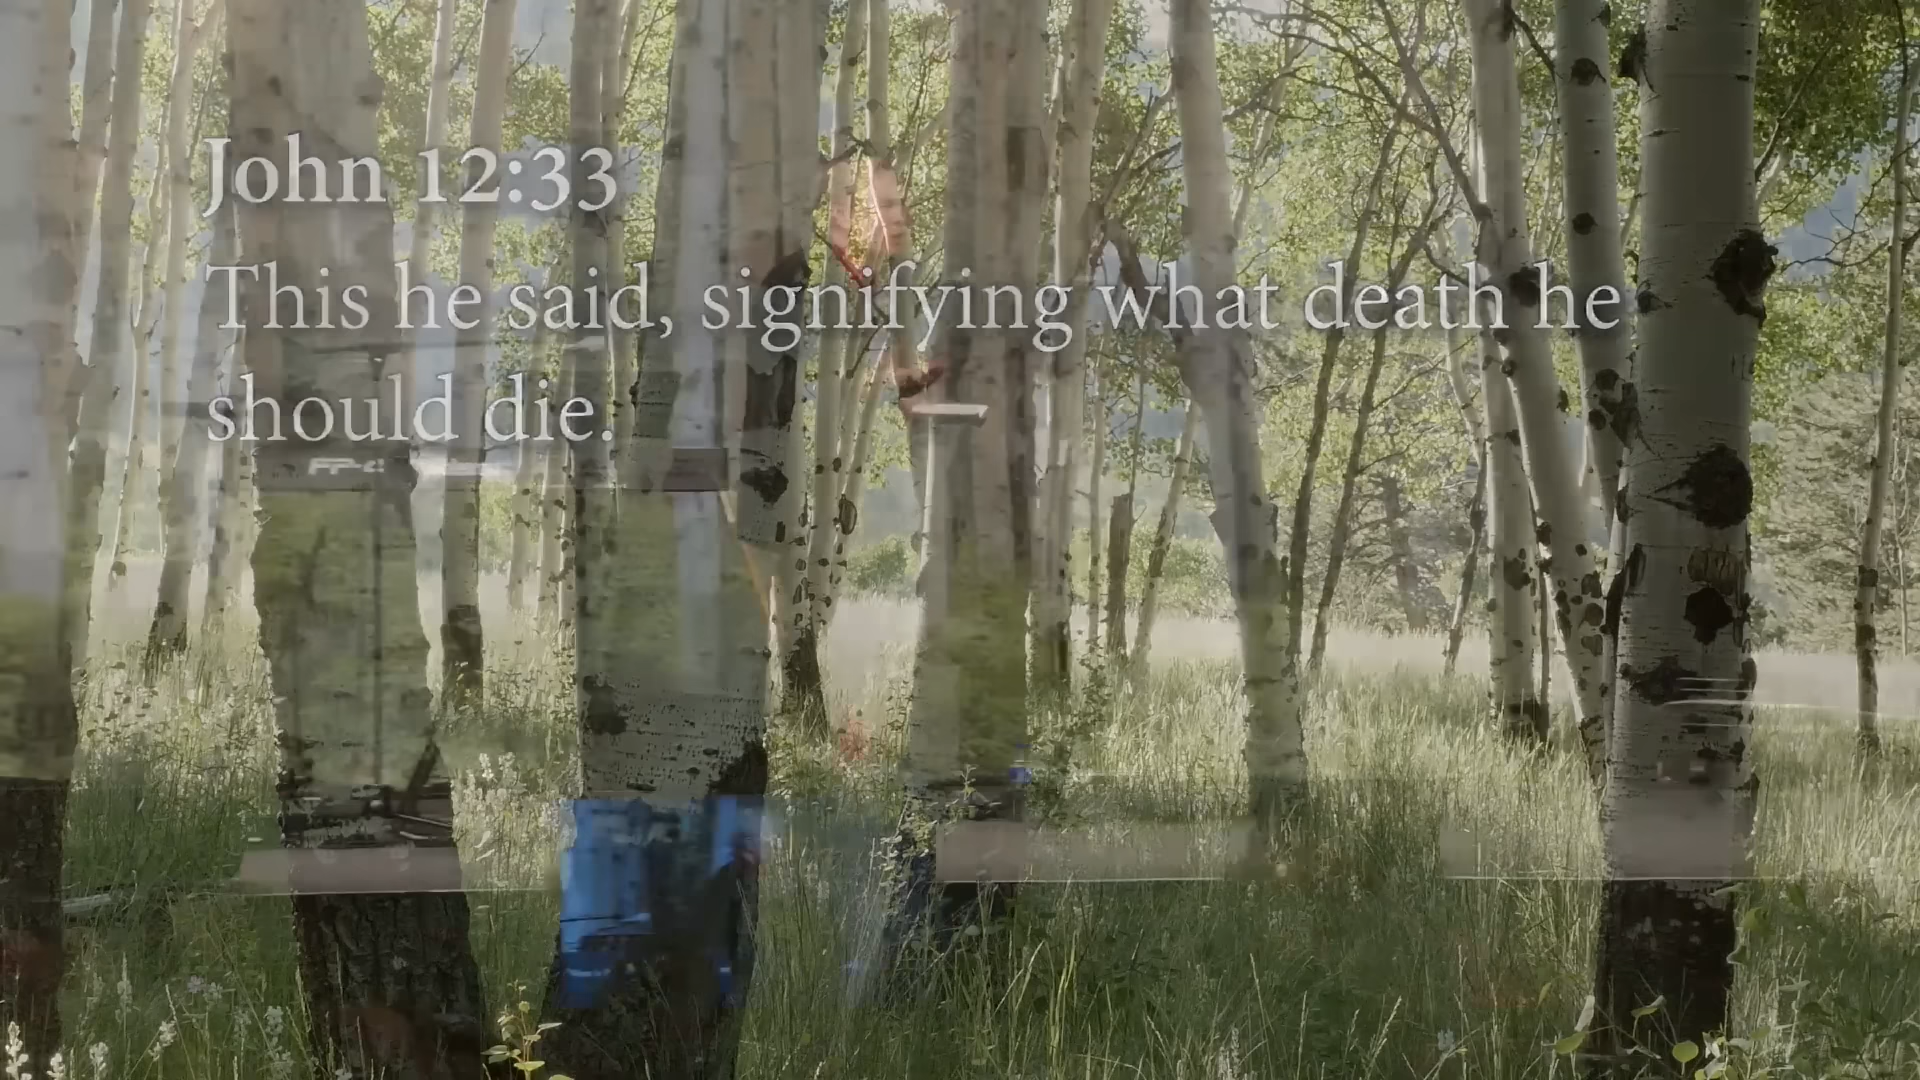 John 12:33
This he said, signifying what death he
should die.